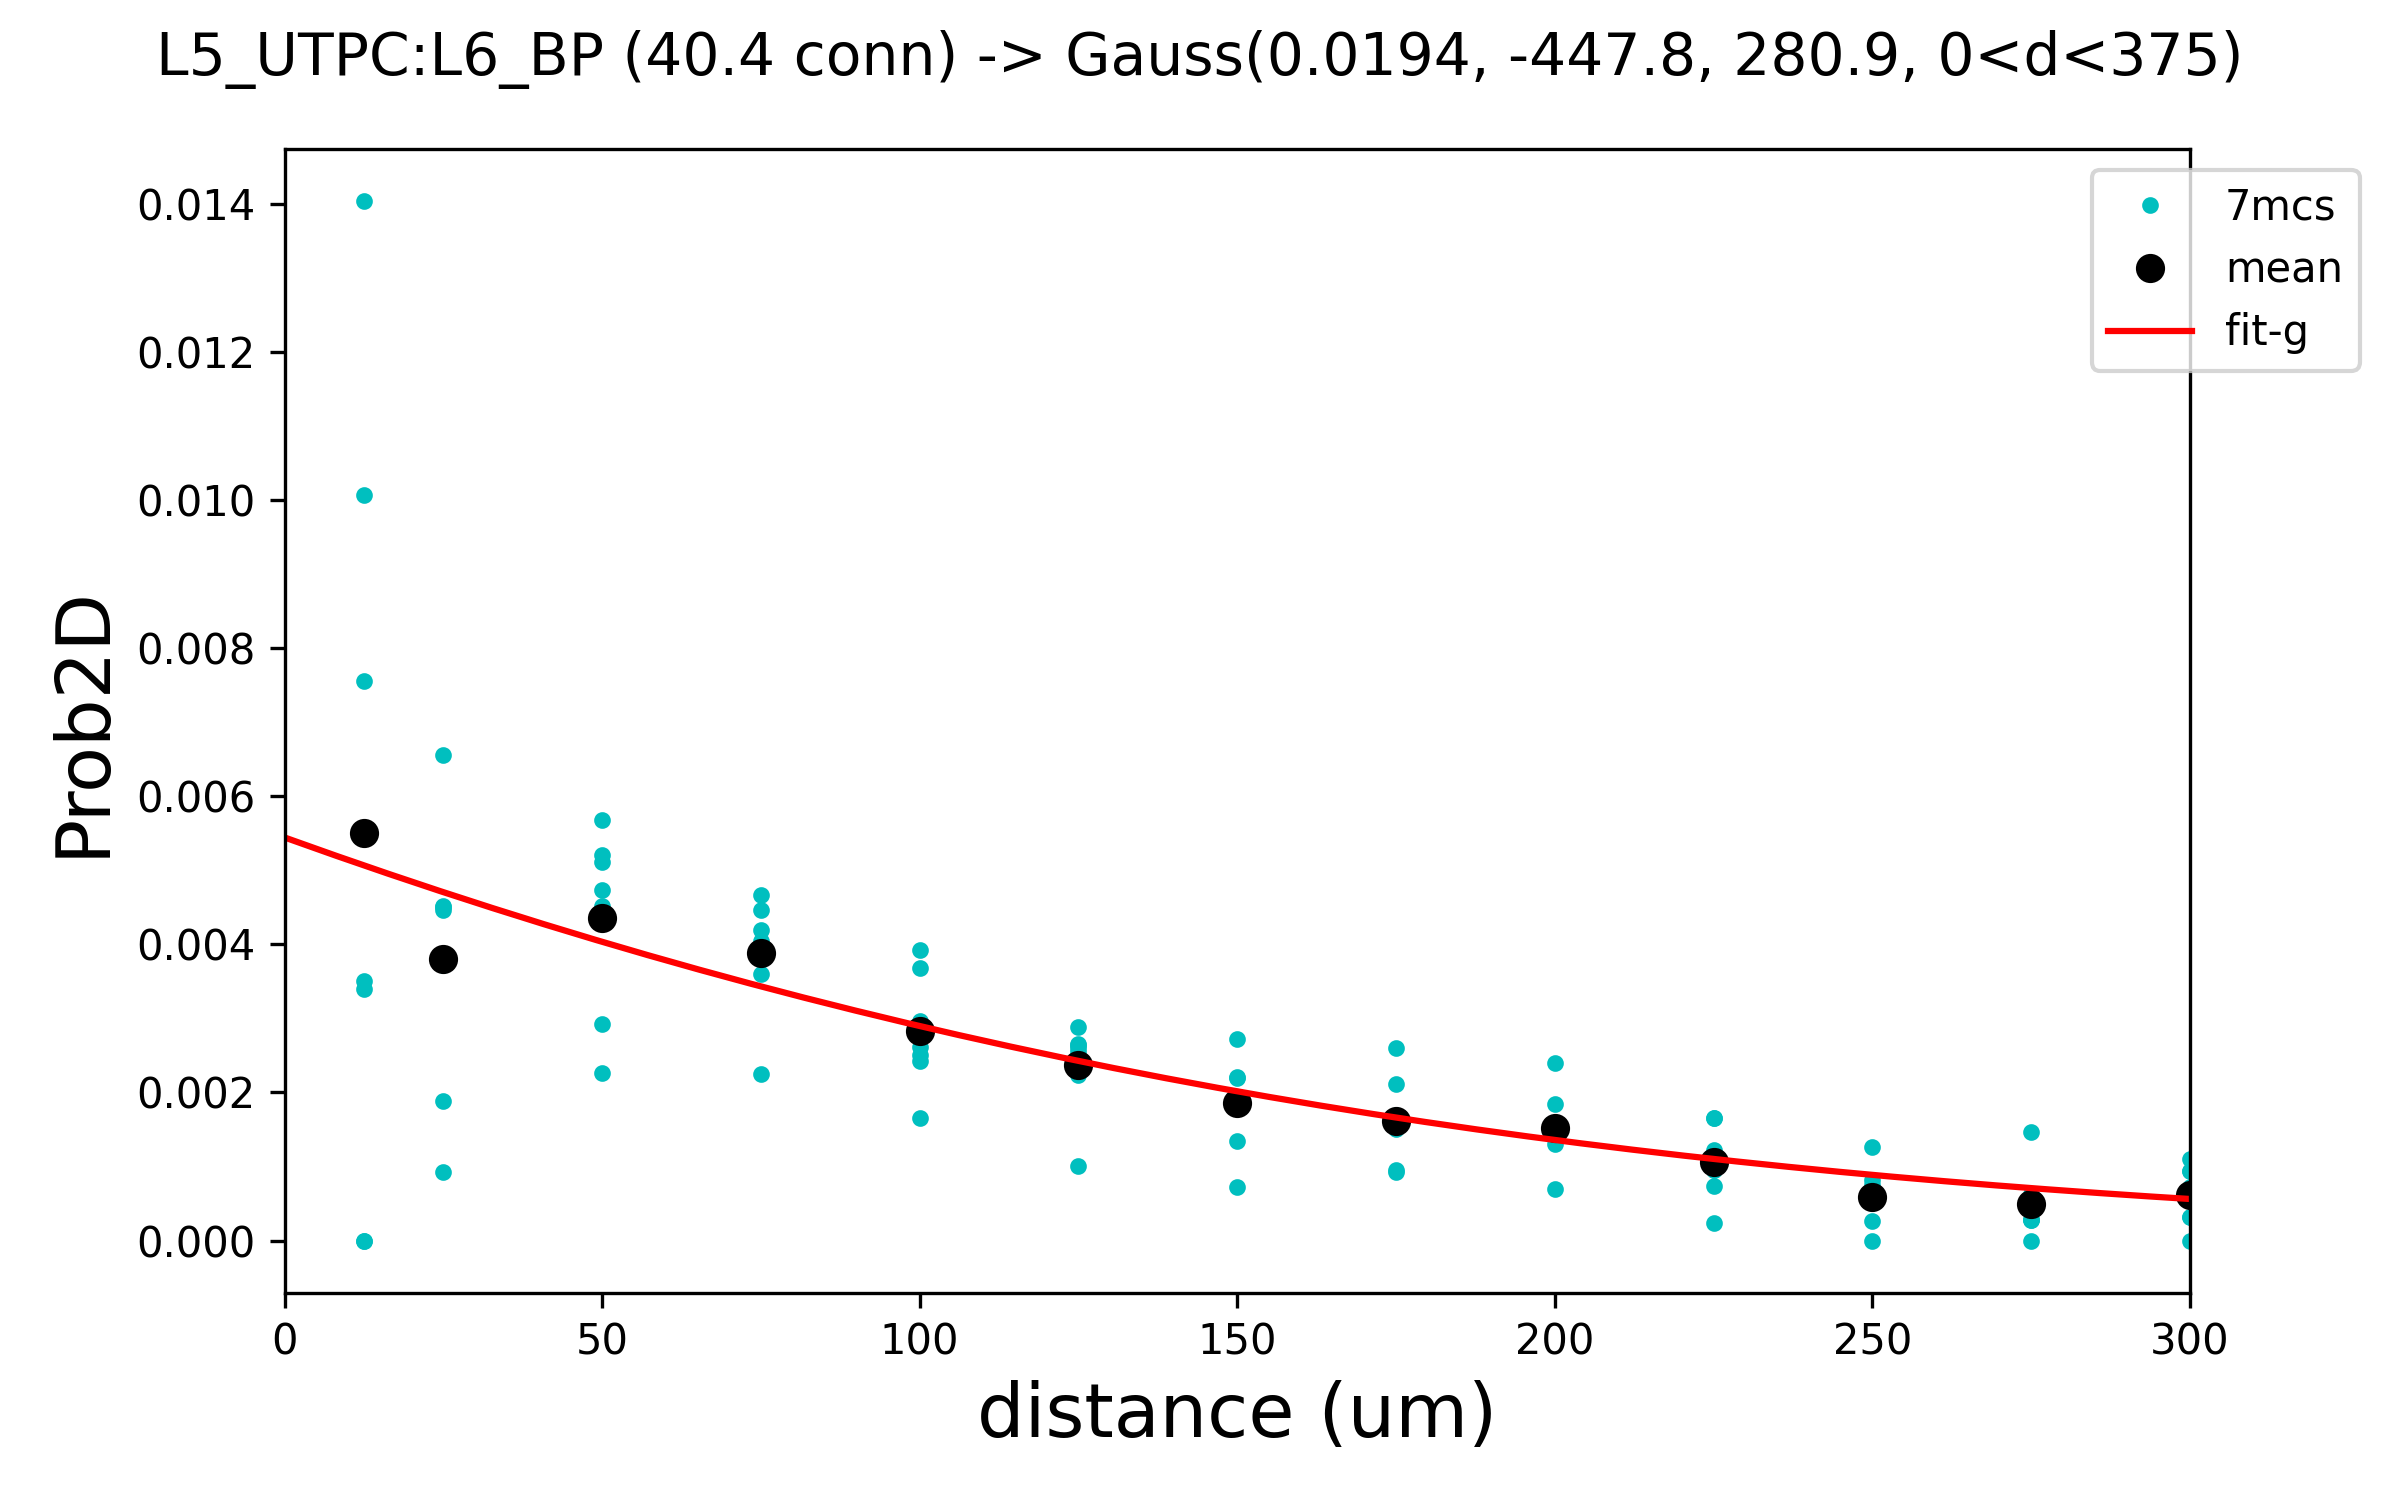 L5_UTPC:L6_BP (40.4 conn) -> Gauss(0.0194, -447.8, 280.9, 0<d<375)
7mcs
mean
fit-g
Prob2D
0.014
0.012
0.010
0.008
0.006
0.004
0.002
0.000
0 50 100 150 200 250 300
distance (um)